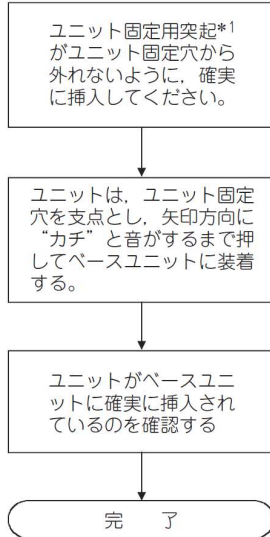 ユニット固定用突起*1
がユニット固定穴から
外れないように，確実
に挿入してください。
ユニットは，ユニット固定
穴を支点とし，矢印方向に
“カチ”と音がするまで押
してベースユニットに装着
する。
ユニットがベースユニ
ットに確実に挿入され
ているのを確認する
完　　了